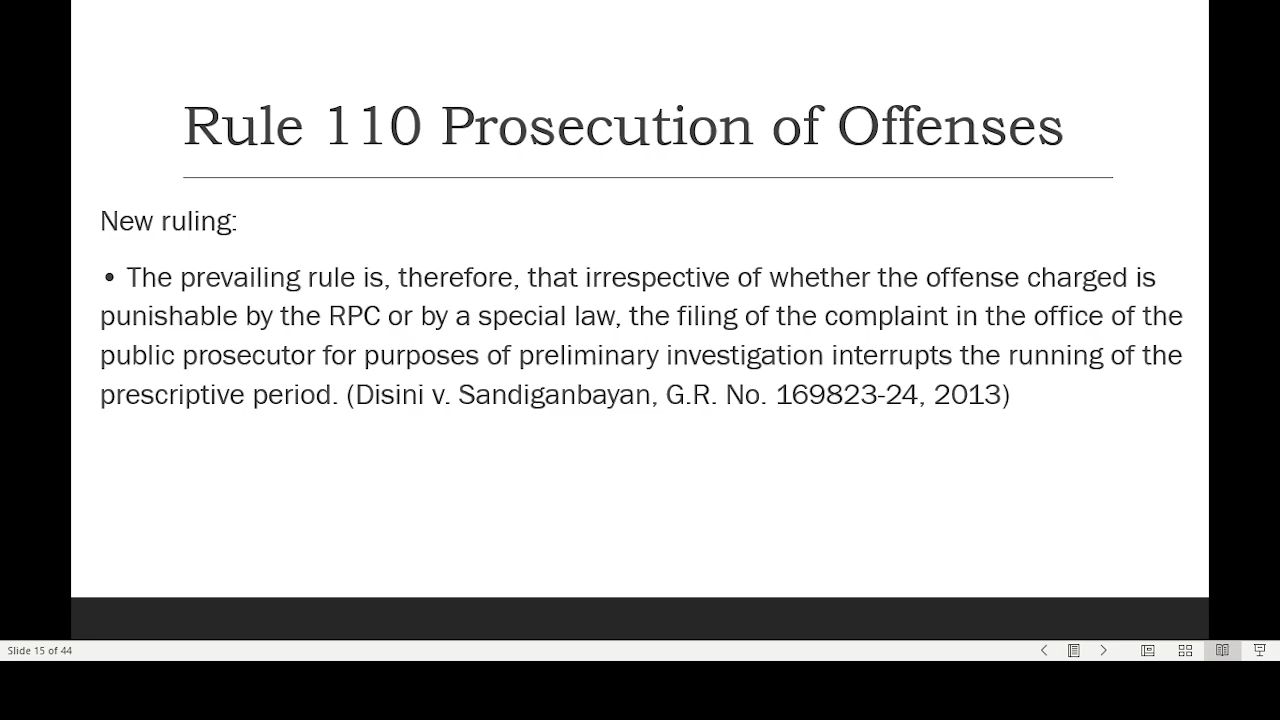 Rule 110 Prosecution of Offenses
New ruling:
• The prevailing rule is, therefore, that irrespective of whether the offense charged is
punishable by the RPC or by a special law, the filing of the complaint in the office of the
public prosecutor for purposes of preliminary investigation interrupts the running of the
prescriptive period. (Disini v. Sandiganbayan, G.R. No. 169823-24, 2013)
Slide 15 of 44